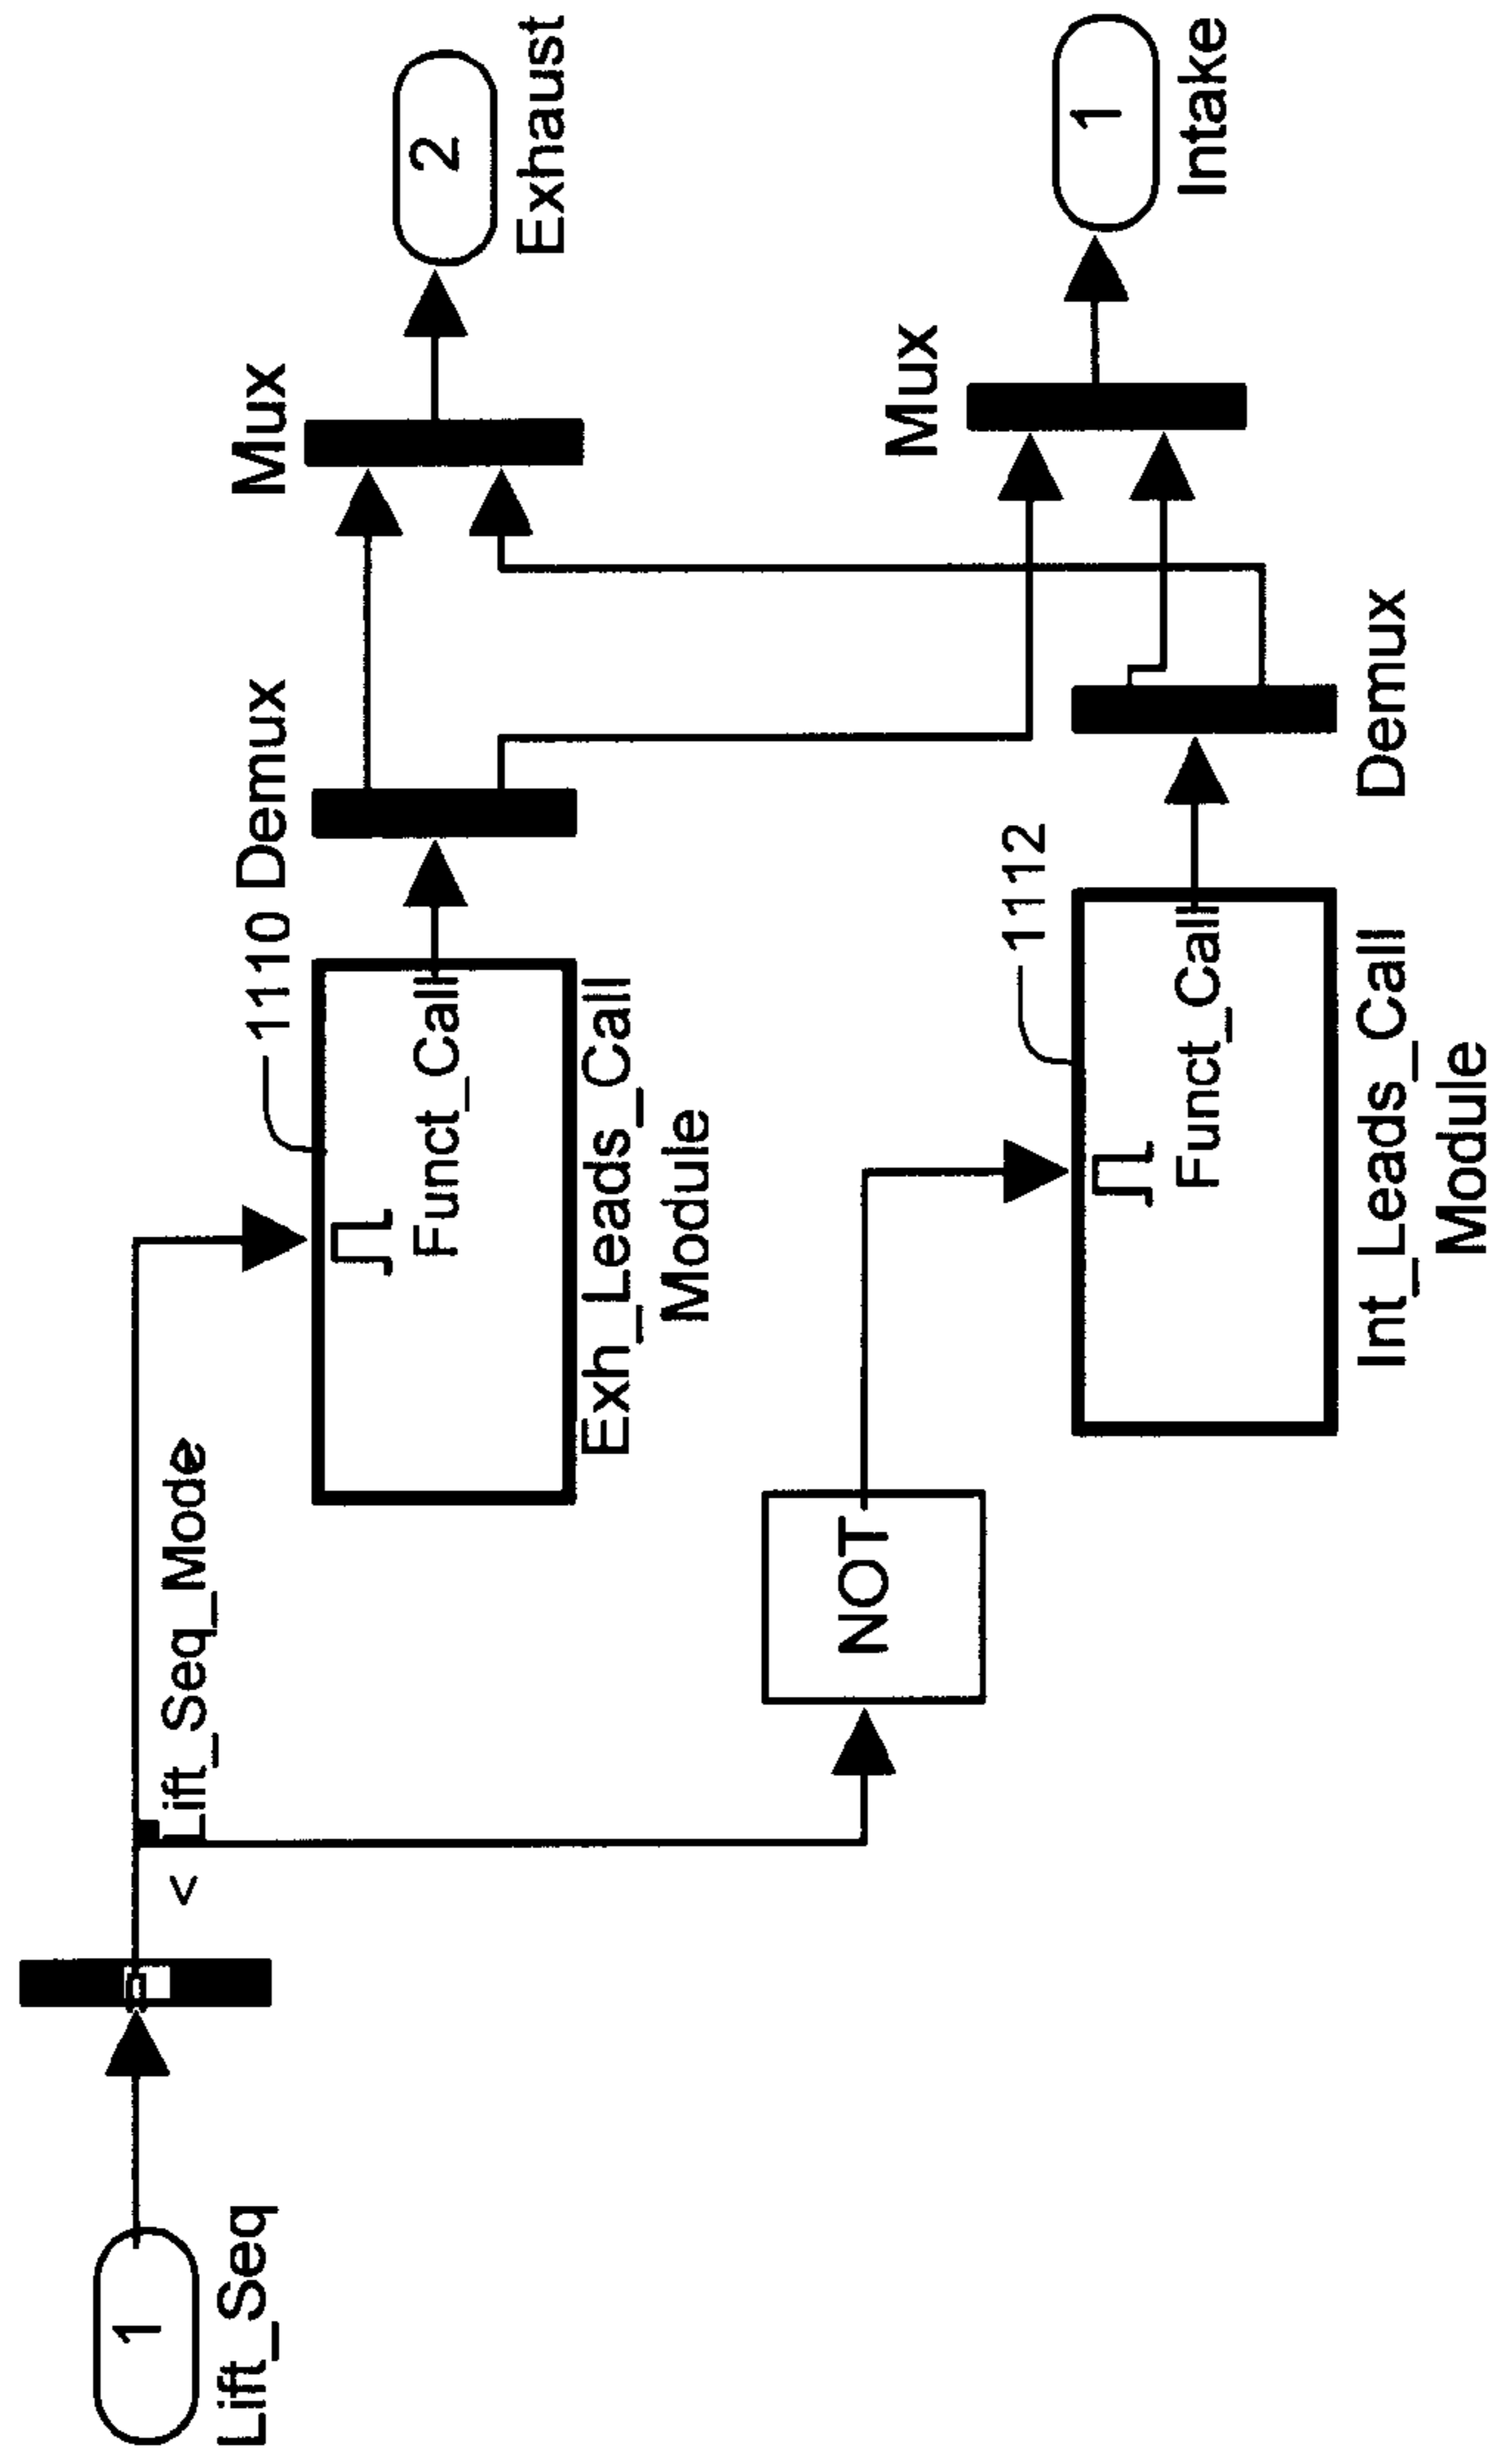 1
Lift_Seq
<
Lift_Seq_Mode
NOT
1110
Funct_Call
Exh_Leads_Call
Module
Demux
Mux
2
Exhaust
1112
Funct_Call
Int_Leads_Call
Module
Demux
Mux
1
Intake